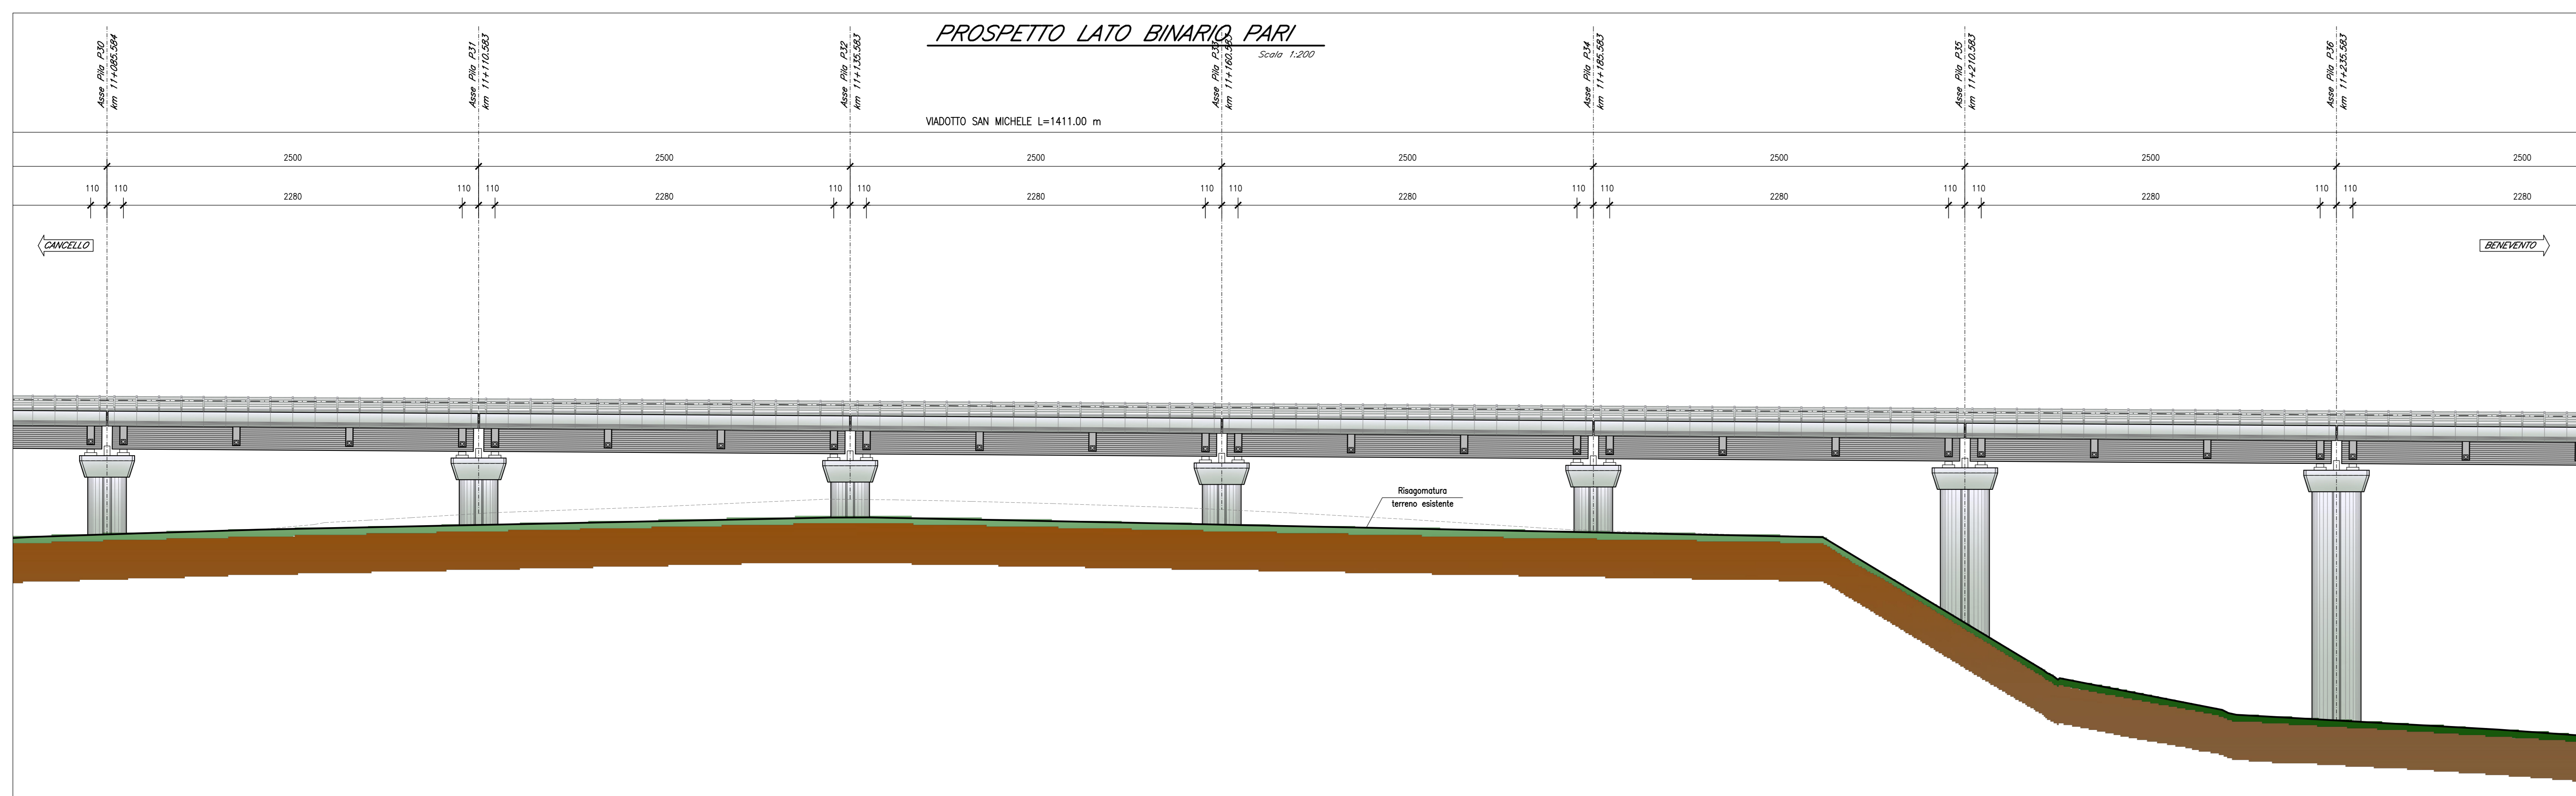 PROSPETTO LATO BINARIO PARI
Scala 1:200
Asse Pila P30
km 11+085.584
Asse Pila P31
km 11+110.583
Asse Pila P32
km 11+135.583
Asse Pila P33
km 11+160.583
Asse Pila P34
km 11+185.583
Asse Pila P35
km 11+210.583
Asse Pila P36
km 11+235.583
VIADOTTO SAN MICHELE L=1411.00 m
2500 2500 2500 2500 2500 2500 2500
110 110 110 110 110 110 110 110 110 110 110 110 110 110
2280 2280 2280 2280 2280 2280 2280
CANCELLO
BENEVENTO
Risagomatura
terreno esistente